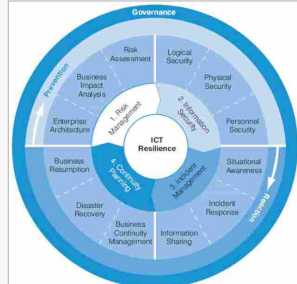 Governance
Prevention
Risk
Assessment
Logical
Security
Business
Impact
Analysis
Physical
Security
Enterprise
Architecture
1. Risk
Management
2. Information
Security
Personnel
Security
ICT
Resilience
Business
Resumption
4. Continuity
Planning
3. Incident
Management
Situational
Awareness
Disaster
Recovery
Incident
Response
Business
Continuity
Management
Information
Sharing
Reaction